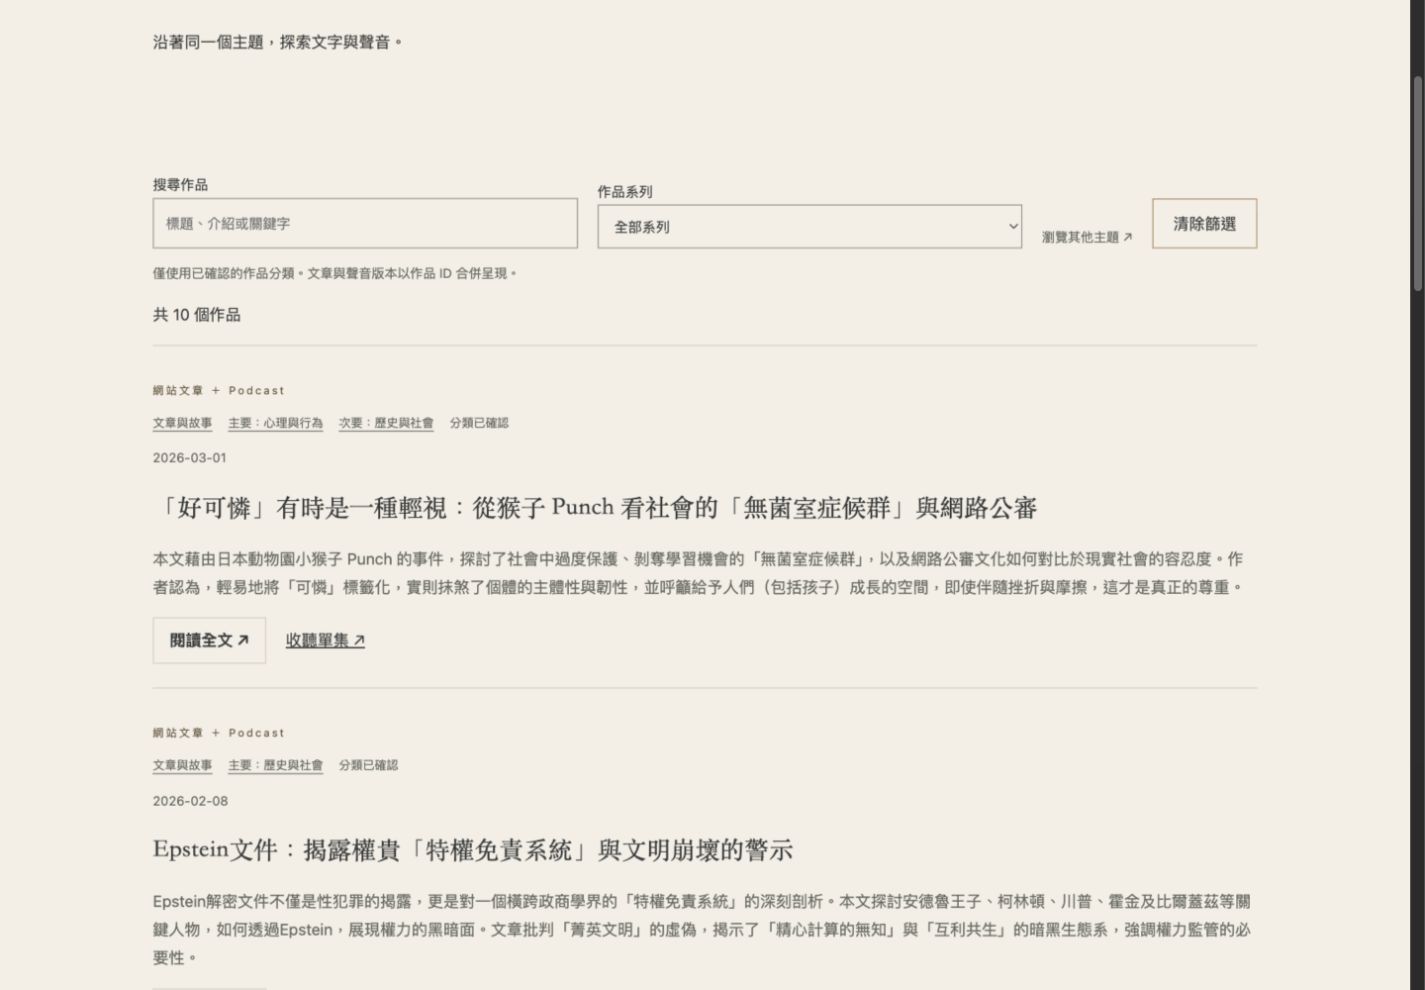 沿著同一個主題，探索文字與聲音。
搜尋作品
標題、介紹或關鍵字
作品系列
全部系列
瀏覽其他主題 ↗
清除篩選
僅使用已確認的作品分類。文章與聲音版本以作品 ID 合併呈現。
共 10 個作品
網站文章 + Podcast
文章與故事 主要：心理與行為 次要：歷史與社會 分類已確認
2026-03-01
「好可憐」有時是一種輕視：從猴子 Punch 看社會的「無菌室症候群」與網路公審
本文藉由日本動物園小猴子 Punch 的事件，探討了社會中過度保護、剝奪學習機會的「無菌室症候群」，以及網路公審文化如何對比於現實社會的容忍度。作
者認為，輕易地將「可憐」標籤化，實則抹煞了個體的主體性與韌性，並呼籲給予人們（包括孩子）成長的空間，即使伴隨挫折與摩擦，這才是真正的尊重。
閱讀全文 ↗ 收聽單集 ↗
網站文章 + Podcast
文章與故事 主要：歷史與社會 分類已確認
2026-02-08
Epstein文件：揭露權貴「特權免責系統」與文明崩壞的警示
Epstein解密文件不僅是性犯罪的揭露，更是對一個橫跨政商學界的「特權免責系統」的深刻剖析。本文探討安德魯王子、柯林頓、川普、霍金及比爾蓋茲等關
鍵人物，如何透過Epstein，展現權力的黑暗面。文章批判「菁英文明」的虛偽，揭示了「精心計算的無知」與「互利共生」的暗黑生態系，強調權力監管的必
要性。